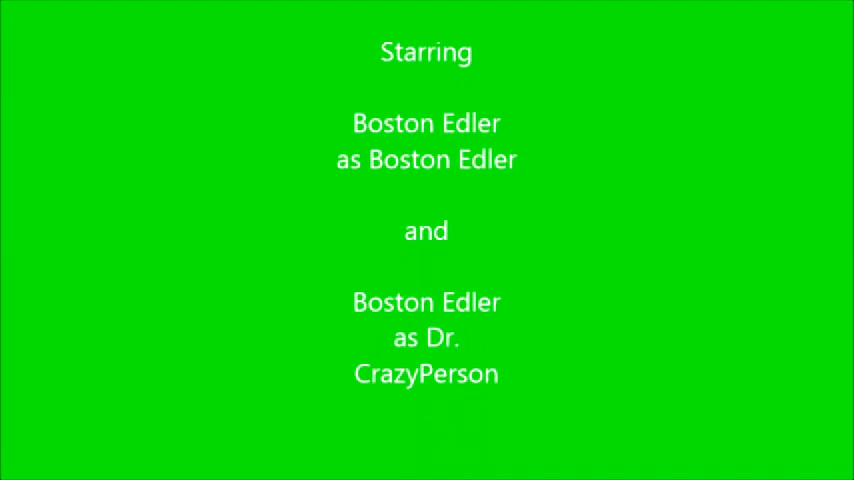 Starring
Boston Edler
as Boston Edler
and
Boston Edler
as Dr.
CrazyPerson